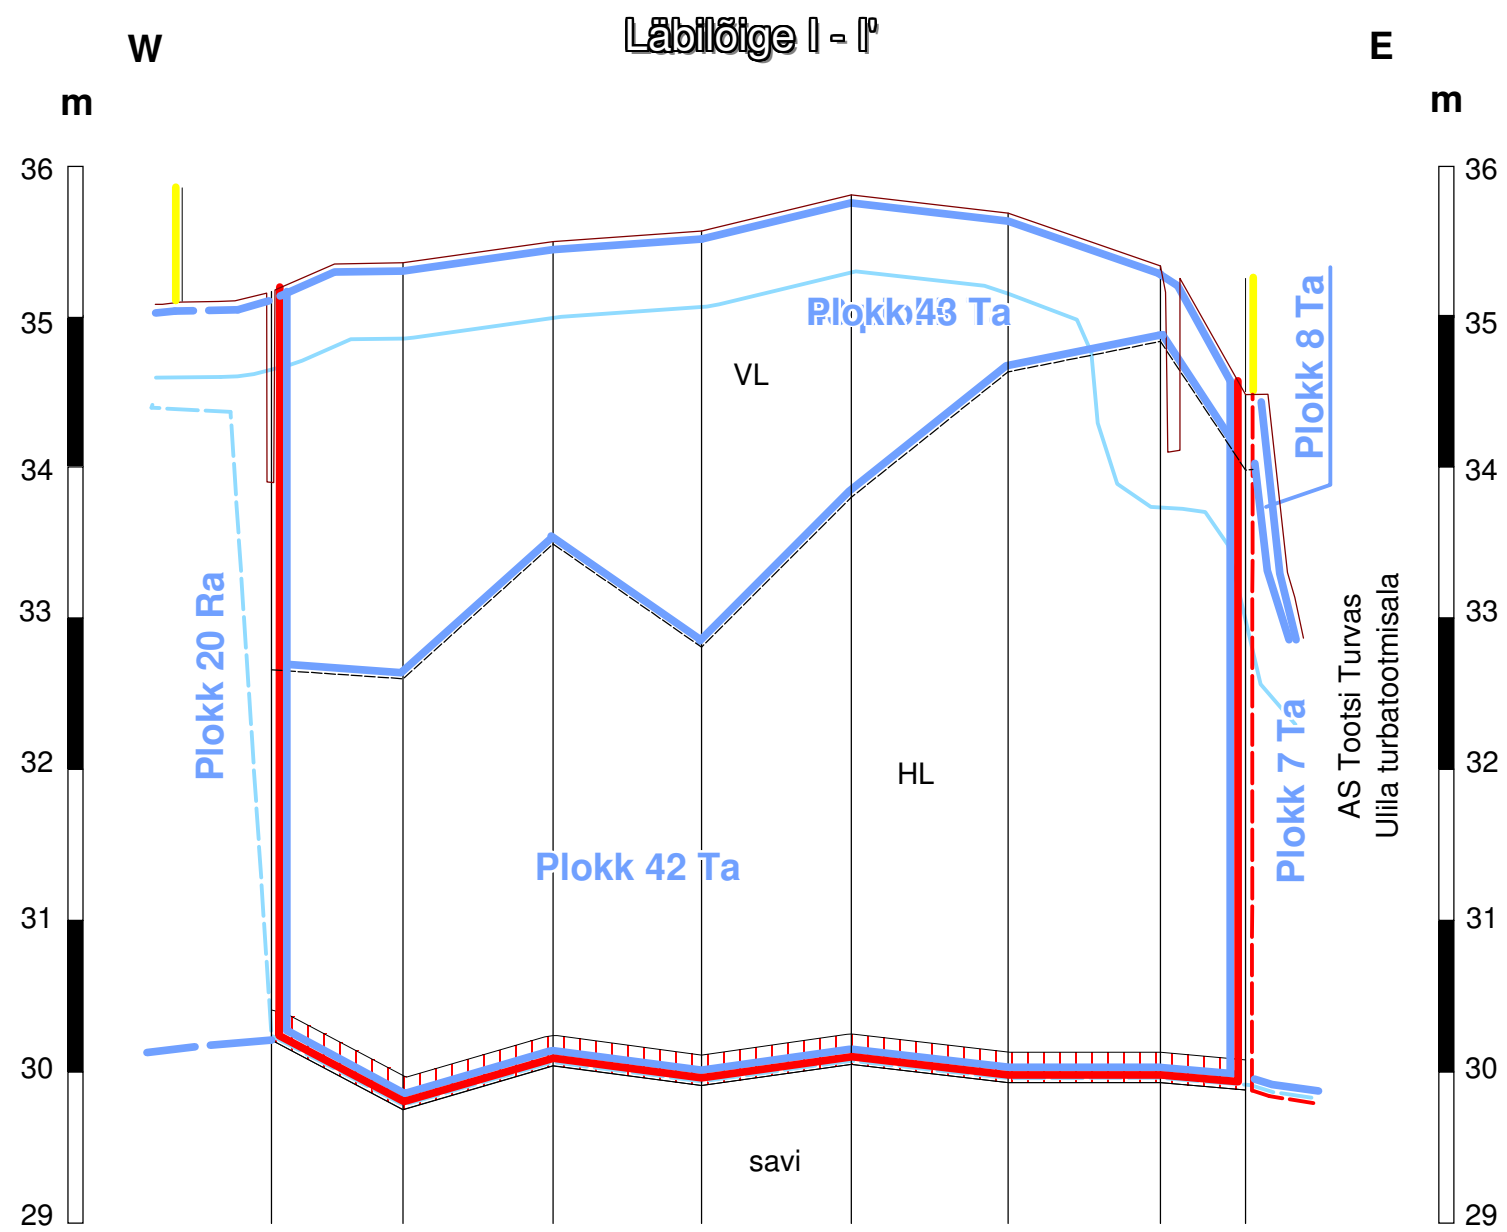 Läbilõige I - I'
W
E
m
m
36
35
34
33
32
31
30
29
36
35
34
33
32
31
30
29
Plokk 43 Ta
VL
HL
Plokk 42 Ta
savi
Plokk 20 Ra
Plokk 8 Ta
Plokk 7 Ta
AS Tootsi Turvas
Ulila turbatootmisala